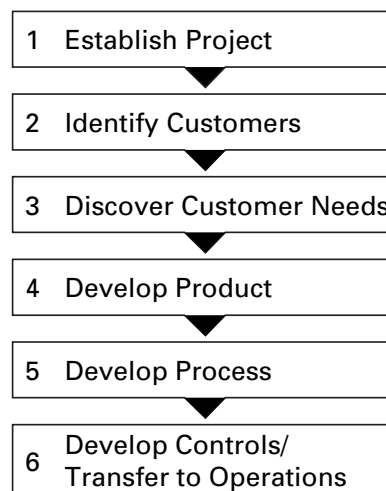 1 Establish Project
2 Identify Customers
3 Discover Customer Needs
4 Develop Product
5 Develop Process
6 Develop Controls/
Transfer to Operations